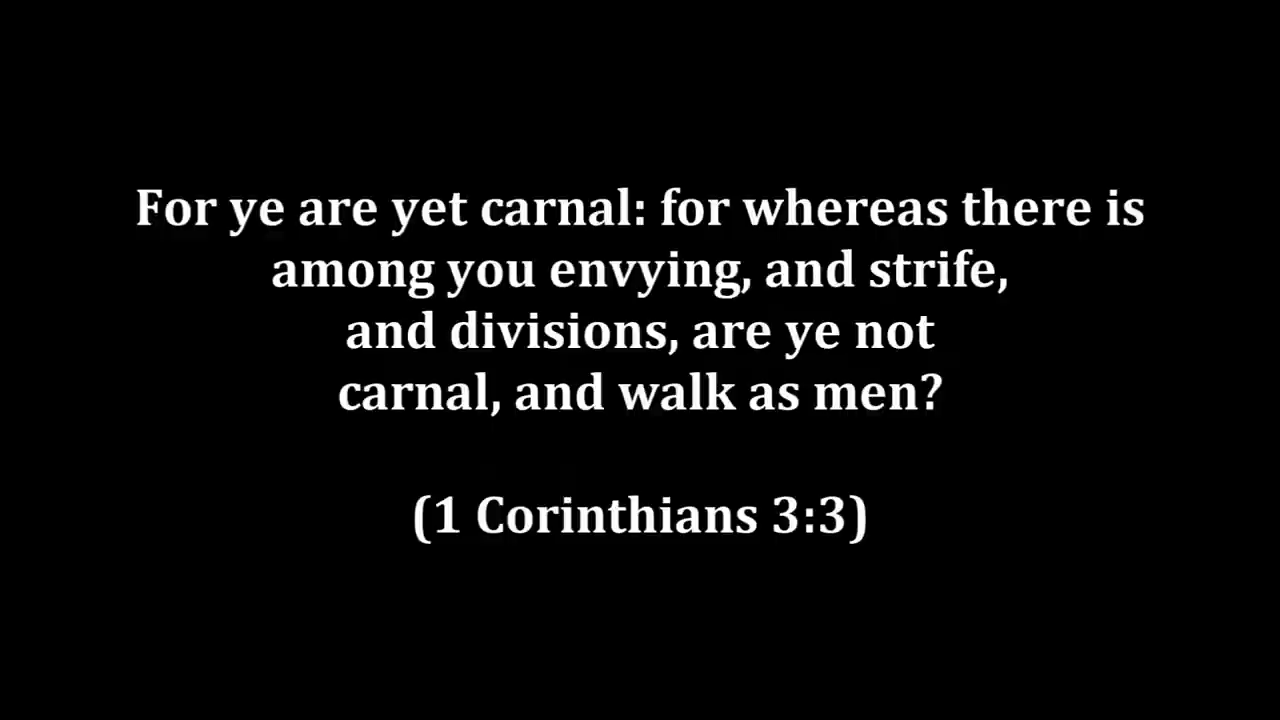 For ye are yet carnal: for whereas there is
among you envying, and strife,
and divisions, are ye not
carnal, and walk as men?
(1 Corinthians 3:3)